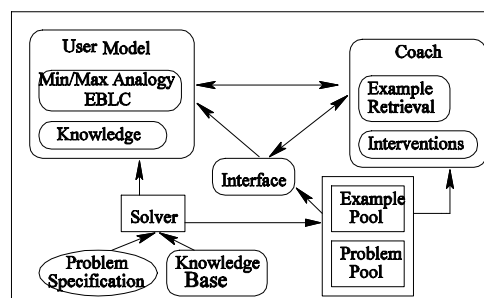 User Model
Min/Max Analogy
EBLC
Knowledge
Coach
Example
Retrieval
Interventions
Interface
Solver
Problem
Specification
Knowledge
Base
Example
Pool
Problem
Pool